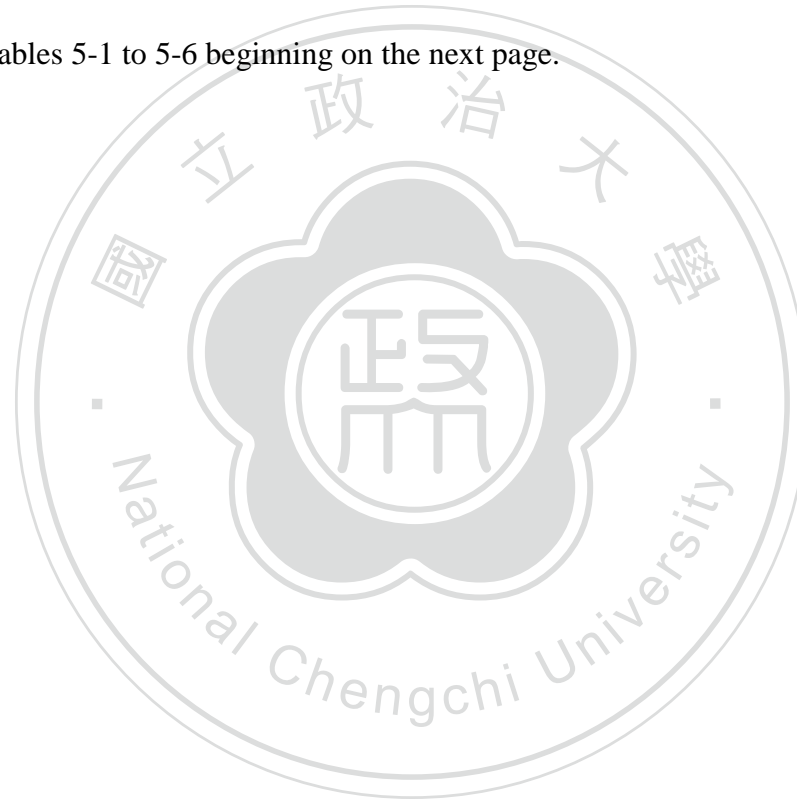 ables 5-1 to 5-6 beginning on the next page.
國立政治大學
政
National Chengchi University